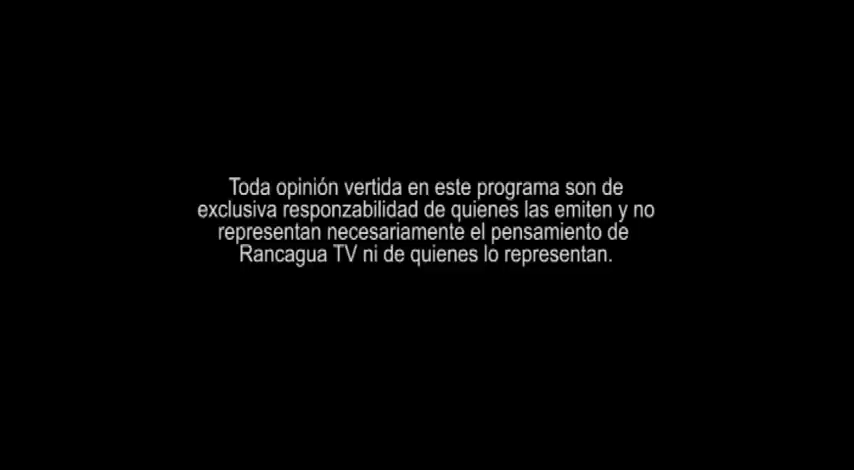 Toda opinión vertida en este programa son de
exclusiva responzabilidad de quienes las emiten y no
representan necesariamente el pensamiento de
Rancagua TV ni de quienes lo representan.